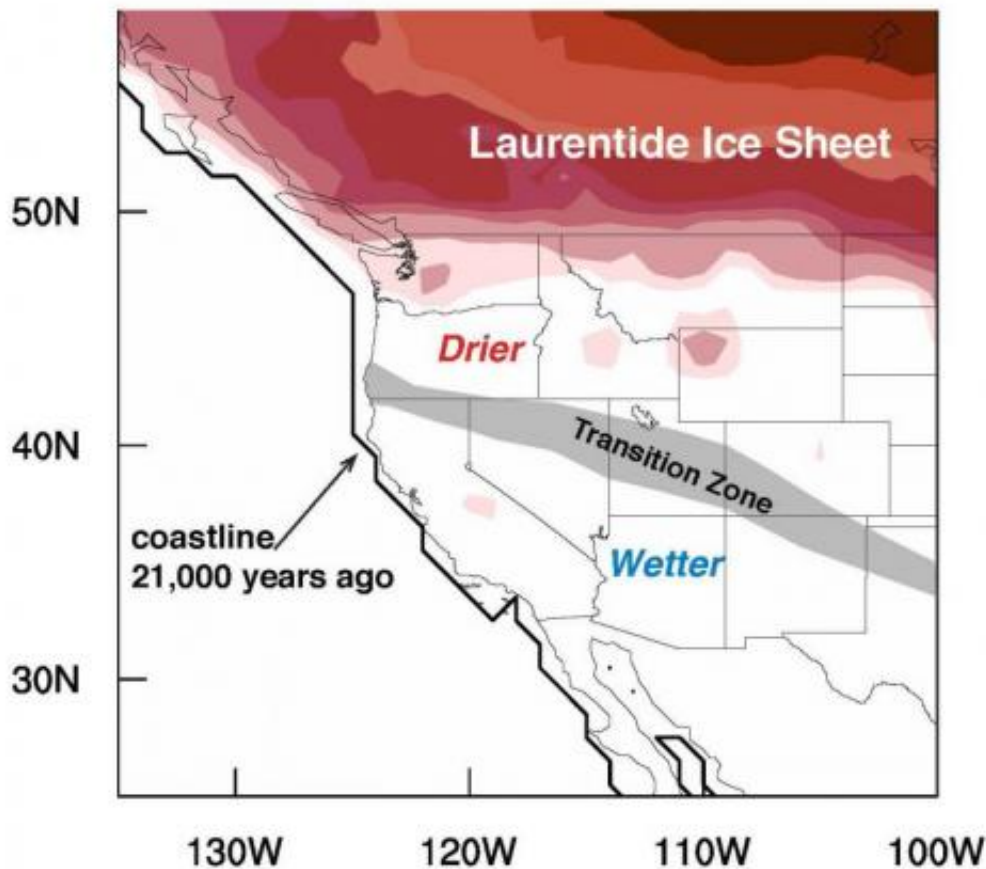 Laurentide Ice Sheet
50N
Drier
40N
Transition Zone
coastline
21,000 years ago
Wetter
30N
130W
120W
110W
100W